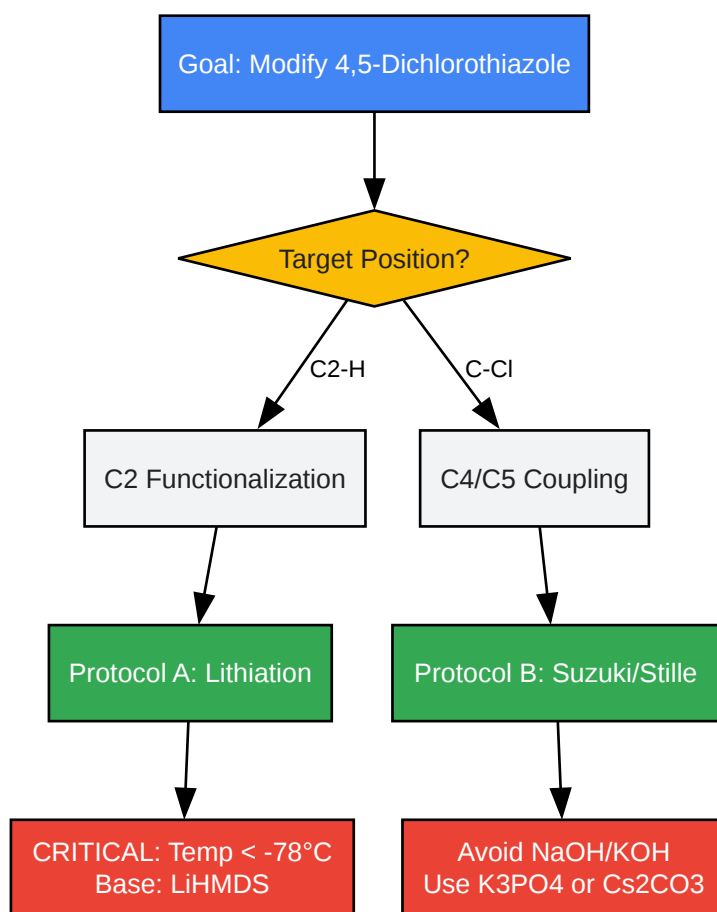 Goal: Modify 4,5-Dichlorothiazole
Target Position?
C2-H
C-Cl
C2 Functionalization
C4/C5 Coupling
Protocol A: Lithiation
Protocol B: Suzuki/Stille
CRITICAL: Temp < -78°C
Base: LiHMDS
Avoid NaOH/KOH
Use K3PO4 or Cs2CO3